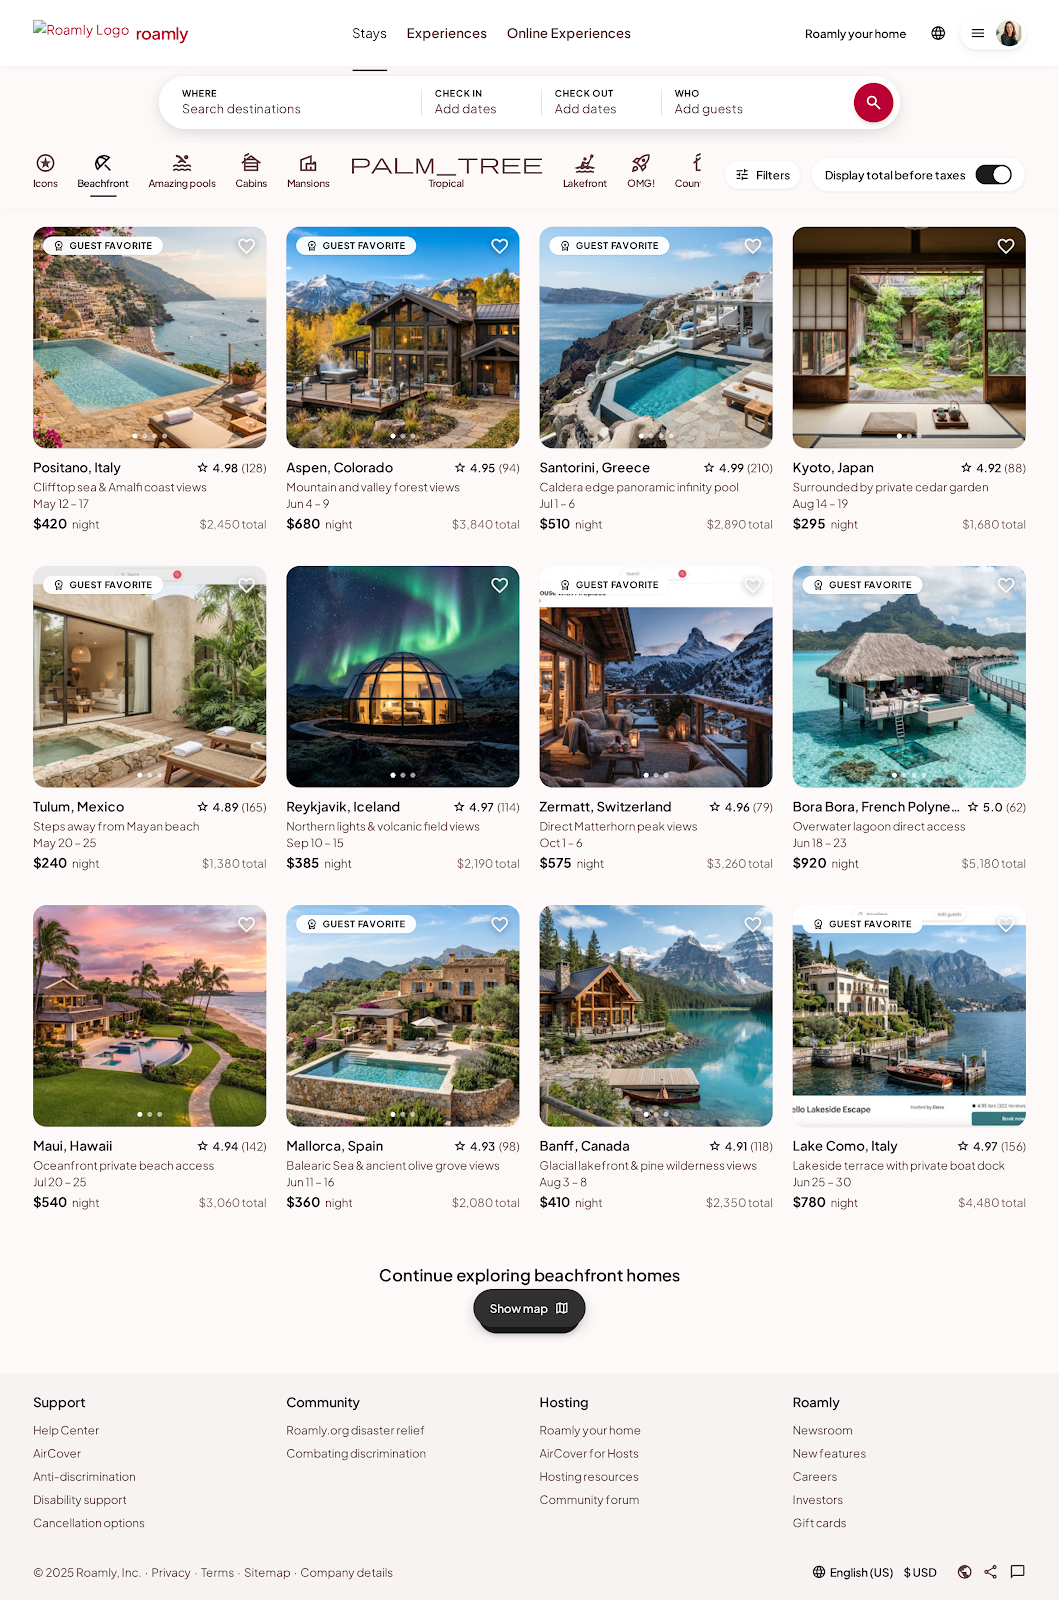 Roamly Logo roamly
Stays Experiences Online Experiences
Roamly your home
WHERE
Search destinations
CHECK IN
Add dates
CHECK OUT
Add dates
WHO
Add guests
Icons
Beachfront
Amazing pools
Cabins
Mansions
PALM_TREE
Tropical
Lakefront
OMG!
Filters
Display total before taxes
GUEST FAVORITE
GUEST FAVORITE
GUEST FAVORITE
Positano, Italy 4.98 (128)
Clifftop sea & Amalfi coast views
May 12 – 17
$420 night $2,450 total
Aspen, Colorado 4.95 (94)
Mountain and valley forest views
Jun 4 – 9
$680 night $3,840 total
Santorini, Greece 4.99 (210)
Caldera edge panoramic infinity pool
Jul 1 – 6
$510 night $2,890 total
Kyoto, Japan 4.92 (88)
Surrounded by private cedar garden
Aug 14 – 19
$295 night $1,680 total
GUEST FAVORITE
Search
GUEST FAVORITE
GUEST FAVORITE
Tulum, Mexico 4.89 (165)
Steps away from Mayan beach
May 20 – 25
$240 night $1,380 total
Reykjavik, Iceland 4.97 (114)
Northern lights & volcanic field views
Sep 10 – 15
$385 night $2,190 total
Zermatt, Switzerland 4.96 (79)
Direct Matterhorn peak views
Oct 1 – 6
$575 night $3,260 total
Bora Bora, French Polyne... 5.0 (62)
Overwater lagoon direct access
Jun 18 – 23
$920 night $5,180 total
GUEST FAVORITE
GUEST FAVORITE
Add guests
ello Lakeside Escape
Hosted by Elena
Book now
Maui, Hawaii 4.94 (142)
Oceanfront private beach access
Jul 20 – 25
$540 night $3,060 total
Mallorca, Spain 4.93 (98)
Balearic Sea & ancient olive grove views
Jun 11 – 16
$360 night $2,080 total
Banff, Canada 4.91 (118)
Glacial lakefront & pine wilderness views
Aug 3 – 8
$410 night $2,350 total
Lake Como, Italy 4.97 (156)
Lakeside terrace with private boat dock
Jun 25 – 30
$780 night $4,480 total
Continue exploring beachfront homes
Show map
Support
Help Center
AirCover
Anti-discrimination
Disability support
Cancellation options
Community
Roamly.org disaster relief
Combating discrimination
Hosting
Roamly your home
AirCover for Hosts
Hosting resources
Community forum
Roamly
Newsroom
New features
Careers
Investors
Gift cards
© 2025 Roamly, Inc. · Privacy · Terms · Sitemap · Company details
English (US) $ USD